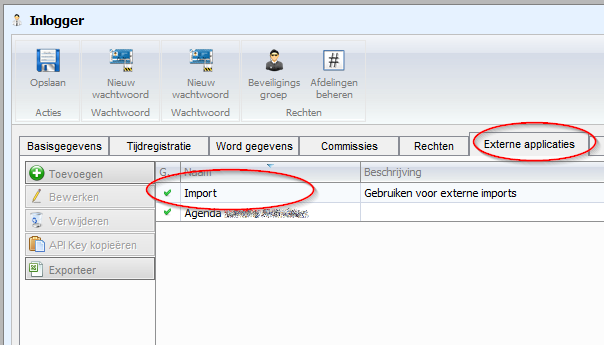 Inlogger
Opslaan
Nieuw wachtwoord
Nieuw wachtwoord
Beveiligings groep
Afdelingen beheren
Acties
Wachtwoord
Wachtwoord
Rechten
Basisgegevens
Tijdregistratie
Word gegevens
Commissies
Rechten
Externe applicaties
Toevoegen
Bewerken
Verwijderen
API Key kopieëren
Exporteer
G... Naam Beschrijving
Import Gebruiken voor externe imports
Agenda